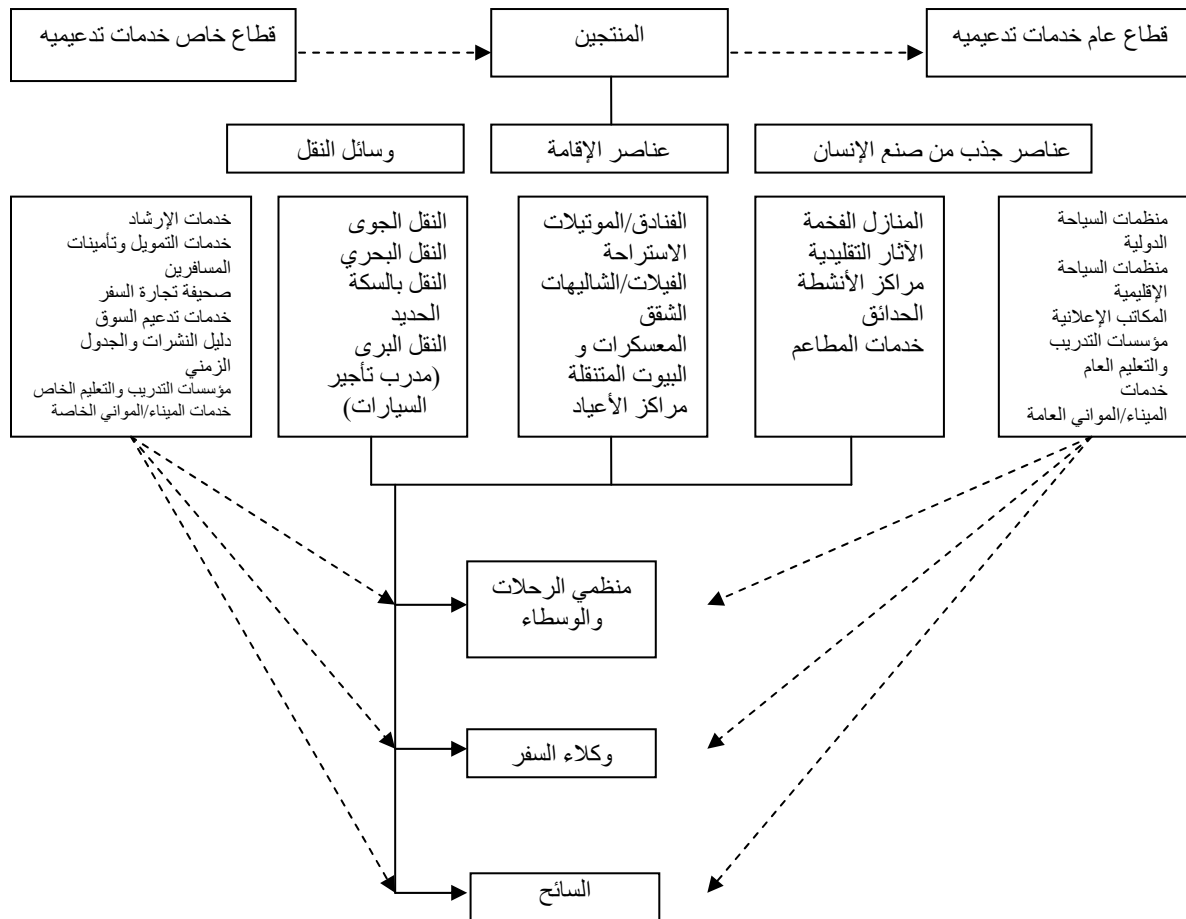 قطاع عام خدمات تدعيميه
المنتجين
قطاع خاص خدمات تدعيميه
عناصر جذب من صنع الإنسان
عناصر الإقامة
وسائل النقل
منظمات السياحة
الدولية
منظمات السياحة
الإقليمية
المكاتب الإعلانية
مؤسسات التدريب
والتعليم العام
خدمات
الميناء/المواني العامة
المنازل الفخمة
الآثار التقليدية
مراكز الأنشطة
الحدائق
خدمات المطاعم
الفنادق/الموتيلات
الاستراحة
الفيلات/الشاليهات
الشقق
المعسكرات و
البيوت المتنقلة
مراكز الأعياد
النقل الجوى
النقل البحري
النقل بالسكة
الحديد
النقل البرى
(مدرب تأجير
السيارات)
خدمات الإرشاد
خدمات التمويل وتأمينات
المسافرين
صحيفة تجارة السفر
خدمات تدعيم السوق
دليل النشرات والجدول
الزمني
مؤسسات التدريب والتعليم الخاص
خدمات الميناء/المواني الخاصة
منظمي الرحلات
والوسطاء
وكلاء السفر
السائح